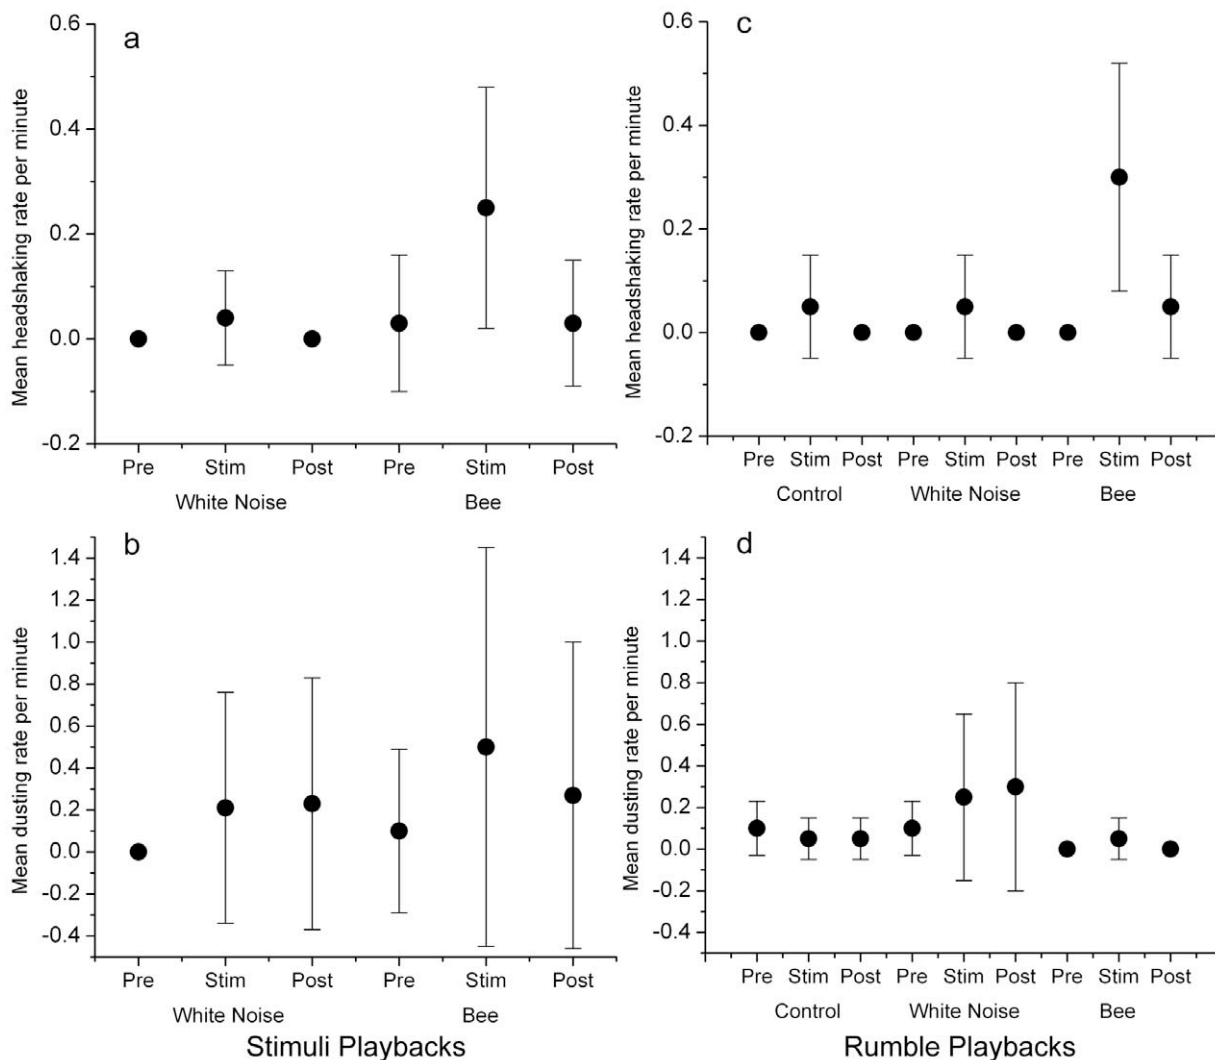 a
Mean headshaking rate per minute
0.6
0.4
0.2
0.0
-0.2
Pre Stim Post Pre Stim Post
White Noise Bee
c
Mean headshaking rate per minute
0.6
0.4
0.2
0.0
-0.2
Pre Stim Post Pre Stim Post Pre Stim Post
Control White Noise Bee
b
Mean dusting rate per minute
1.4
1.2
1.0
0.8
0.6
0.4
0.2
0.0
-0.2
-0.4
Pre Stim Post Pre Stim Post
White Noise Bee
Stimuli Playbacks
d
Mean dusting rate per minute
1.4
1.2
1.0
0.8
0.6
0.4
0.2
0.0
-0.2
-0.4
Pre Stim Post Pre Stim Post Pre Stim Post
Control White Noise Bee
Rumble Playbacks